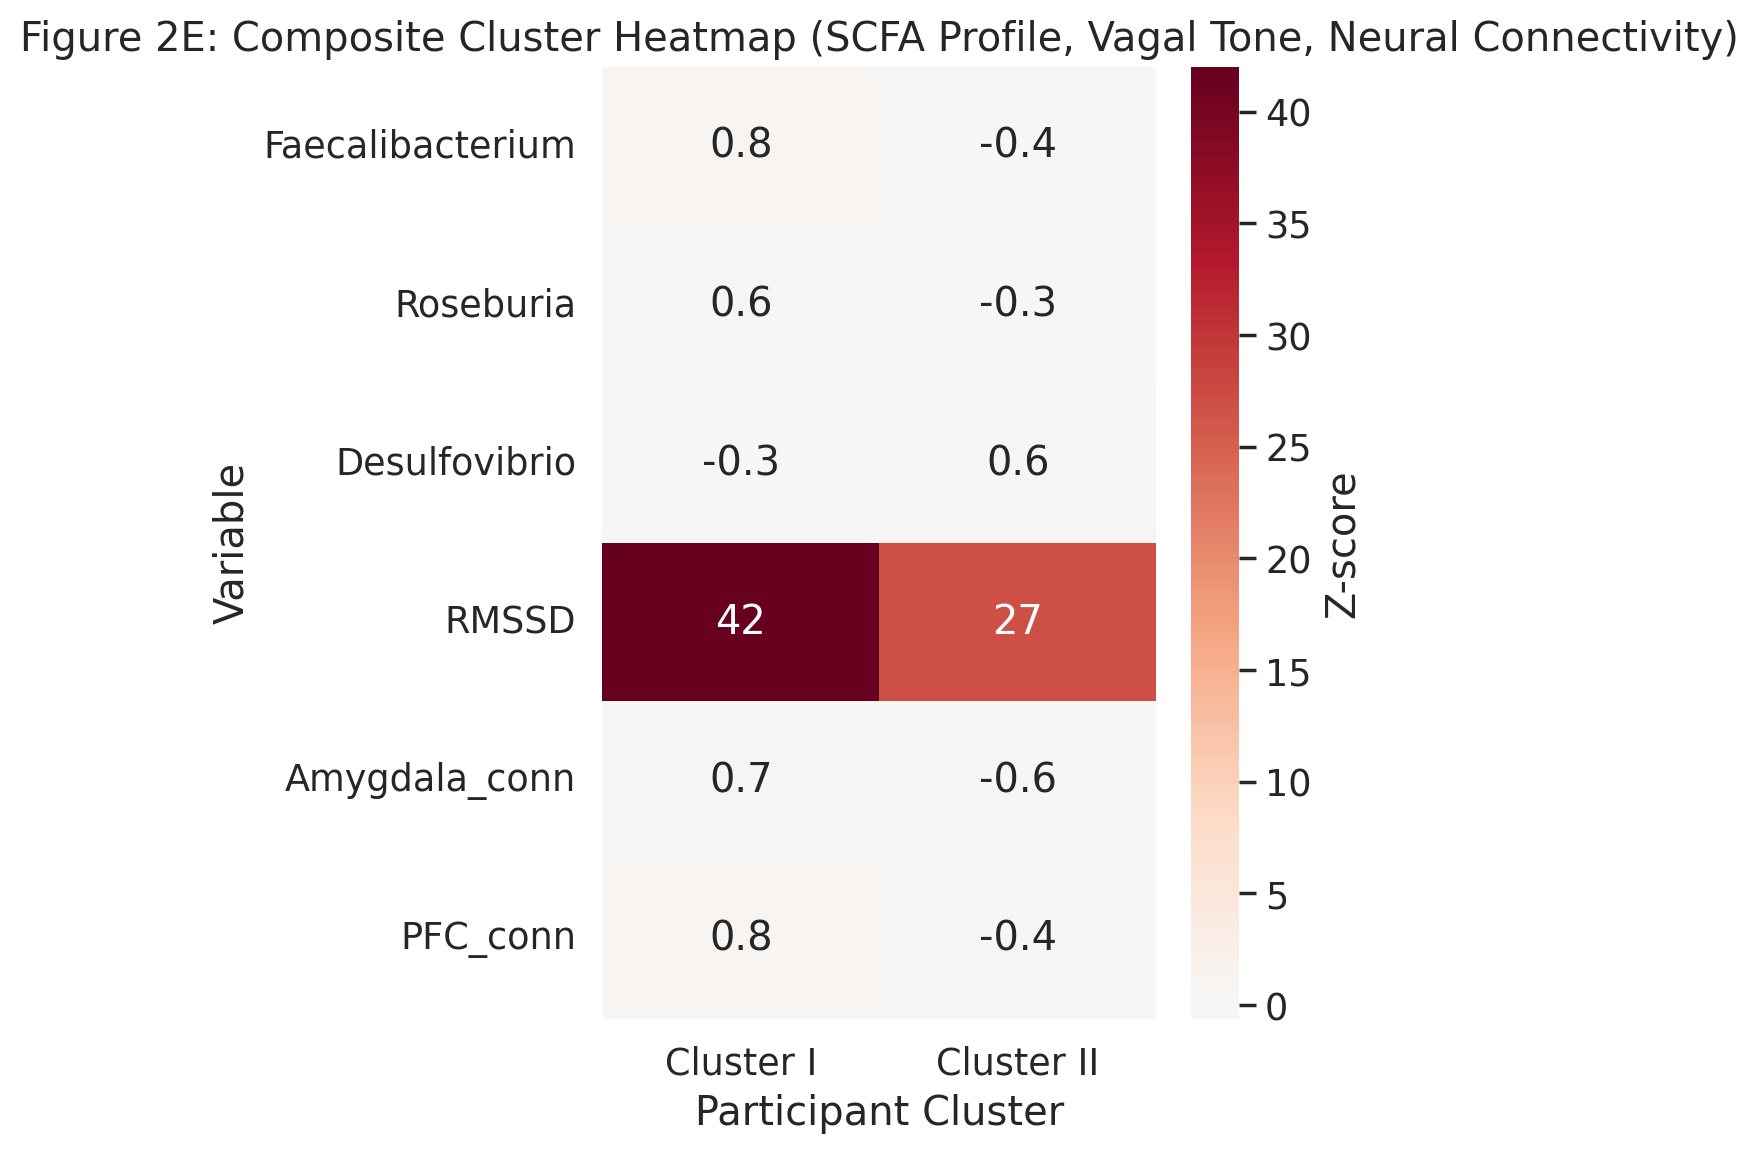 Figure 2E: Composite Cluster Heatmap (SCFA Profile, Vagal Tone, Neural Connectivity)
Variable
Faecalibacterium 0.8 -0.4
Roseburia 0.6 -0.3
Desulfovibrio -0.3 0.6
RMSSD 42 27
Amygdala_conn 0.7 -0.6
PFC_conn 0.8 -0.4
Cluster I Cluster II
Participant Cluster
40
35
30
25
20
15
10
5
0
Z-score